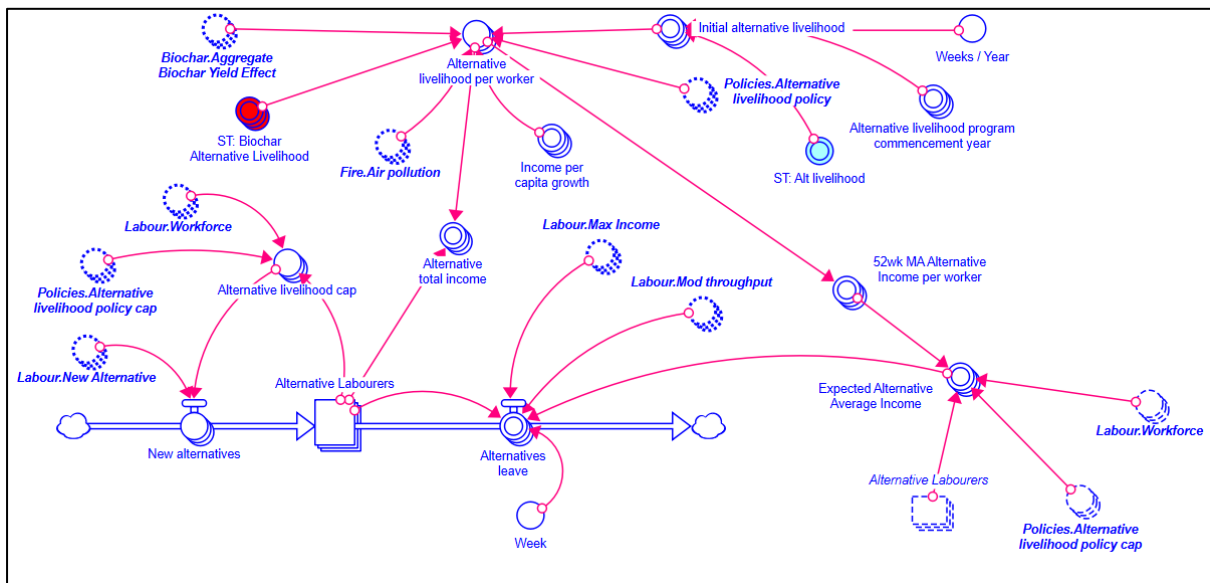 Biochar.Aggregate
Biochar Yield Effect
Alternative
livelihood per worker
Initial alternative livelihood
Weeks / Year
Policies.Alternative
livelihood policy
Alternative livelihood program
commencement year
ST: Biochar
Alternative Livelihood
Fire.Air pollution
Income per
capita growth
ST: Alt livelihood
Labour.Workforce
Labour.Max Income
Alternative
total income
52wk MA Alternative
Income per worker
Policies.Alternative
livelihood policy cap
Alternative livelihood cap
Labour.Mod throughput
Labour.New Alternative
Alternative Labourers
Expected Alternative
Average Income
Labour.Workforce
New alternatives
Alternatives
leave
Alternative Labourers
Week
Policies.Alternative
livelihood policy cap